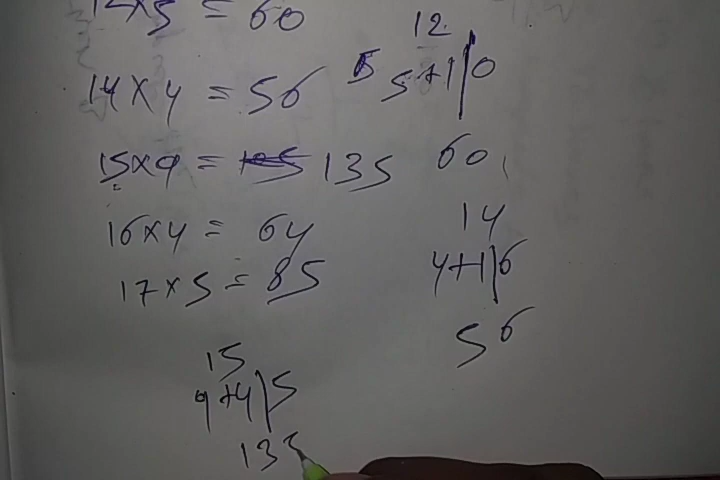 12x5 = 60
14x4 = 56
15x9 = 135
16x4 = 64
17x5 = 85
12
5+1|0
60
14
4+1|6
56
15
9+4|5
135